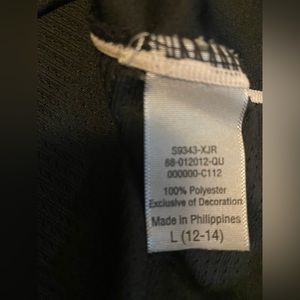 S9343-XJR
68-012012-QU
000000-C112
100% Polyester
Exclusive of Decoration
Made in Philippines
L (12-14)